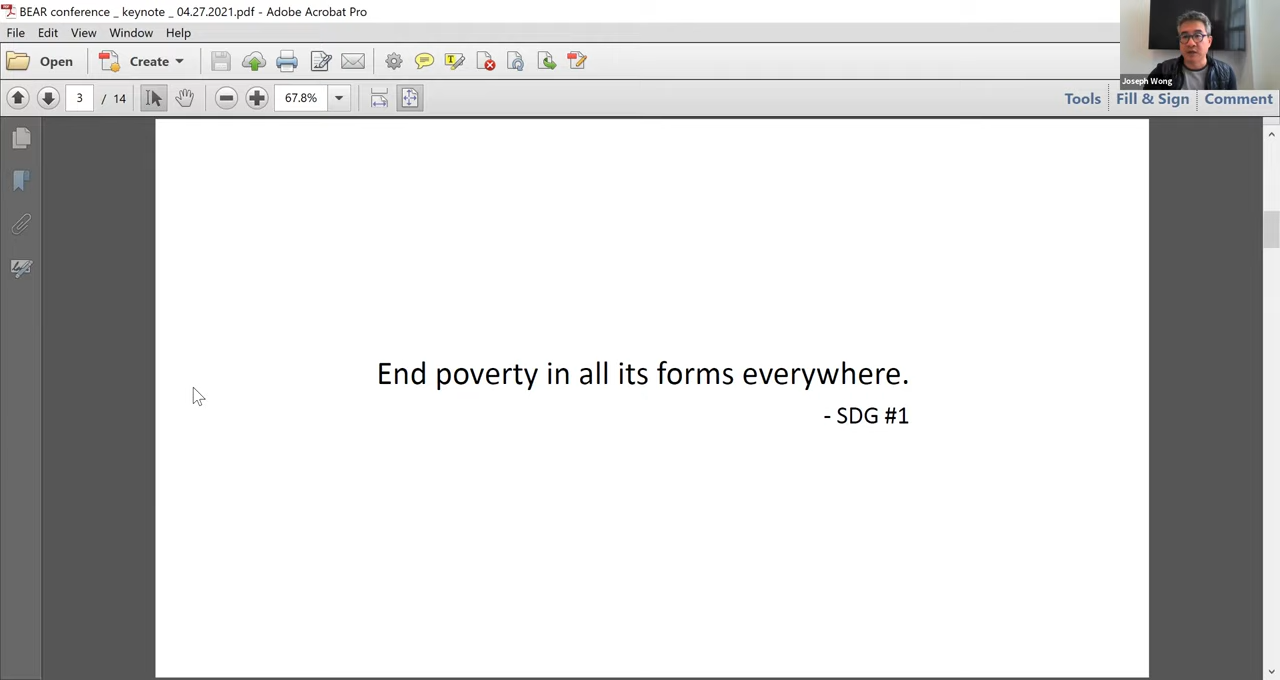 BEAR conference _ keynote _ 04.27.2021.pdf - Adobe Acrobat Pro
File Edit View Window Help
Open Create
3 / 14 67.8% Tools Fill & Sign Comment
Joseph Wong
End poverty in all its forms everywhere.
- SDG #1